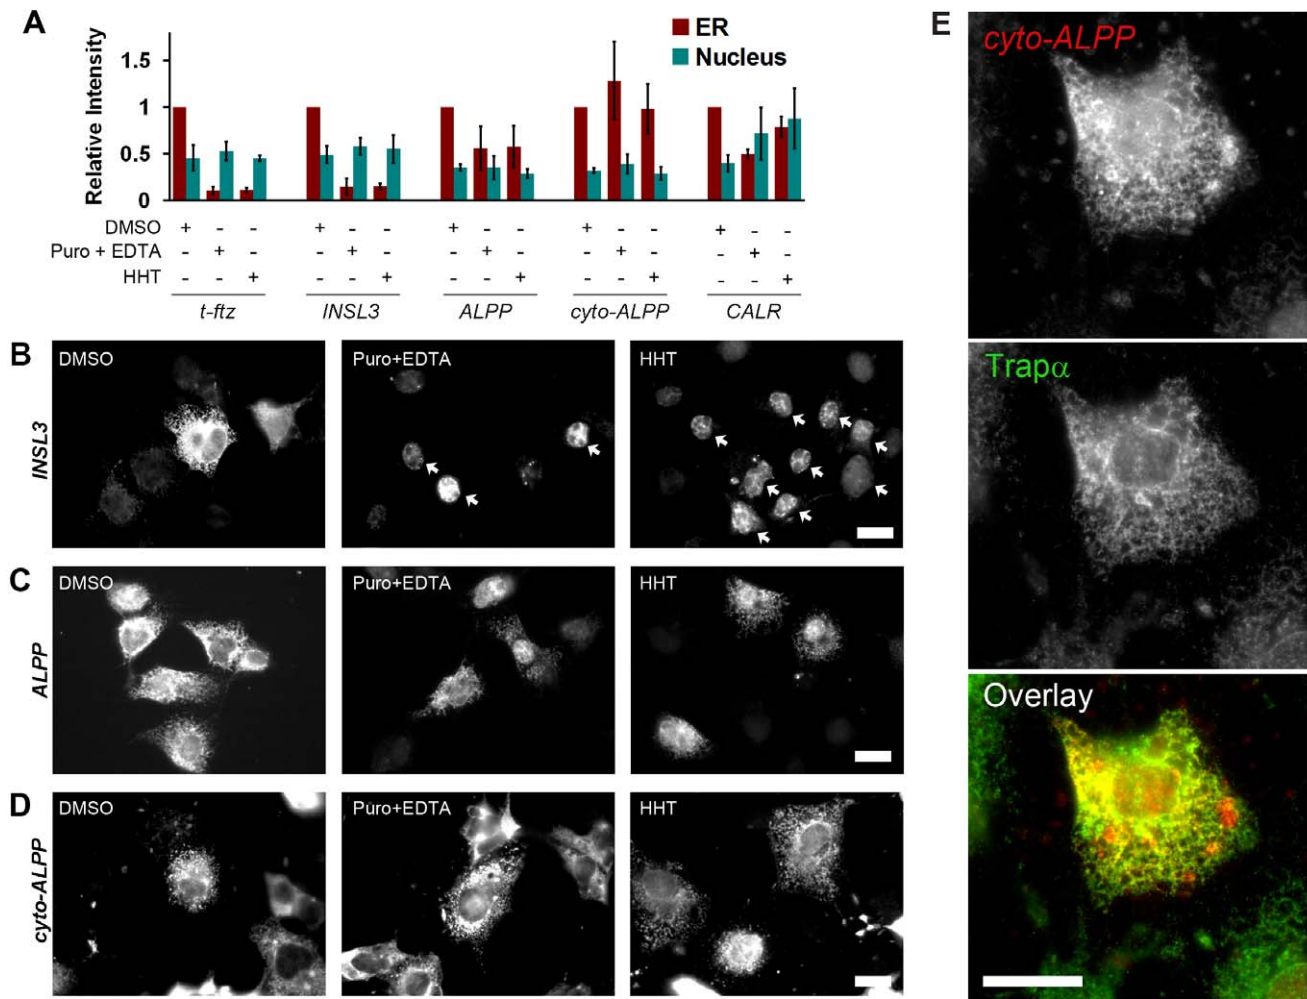 A
ER
Nucleus
Relative Intensity
1.5
1
0.5
0
DMSO + - - + - - + - - + - - + - -
Puro + EDTA - + - - + - - + - - + - - + -
HHT - - + - - + - - + - - + - - +
t-ftz INSL3 ALPP cyto-ALPP CALR
B
INSL3
DMSO Puro+EDTA HHT
C
ALPP
DMSO Puro+EDTA HHT
D
cyto-ALPP
DMSO Puro+EDTA HHT
E
cyto-ALPP
Trapα
Overlay